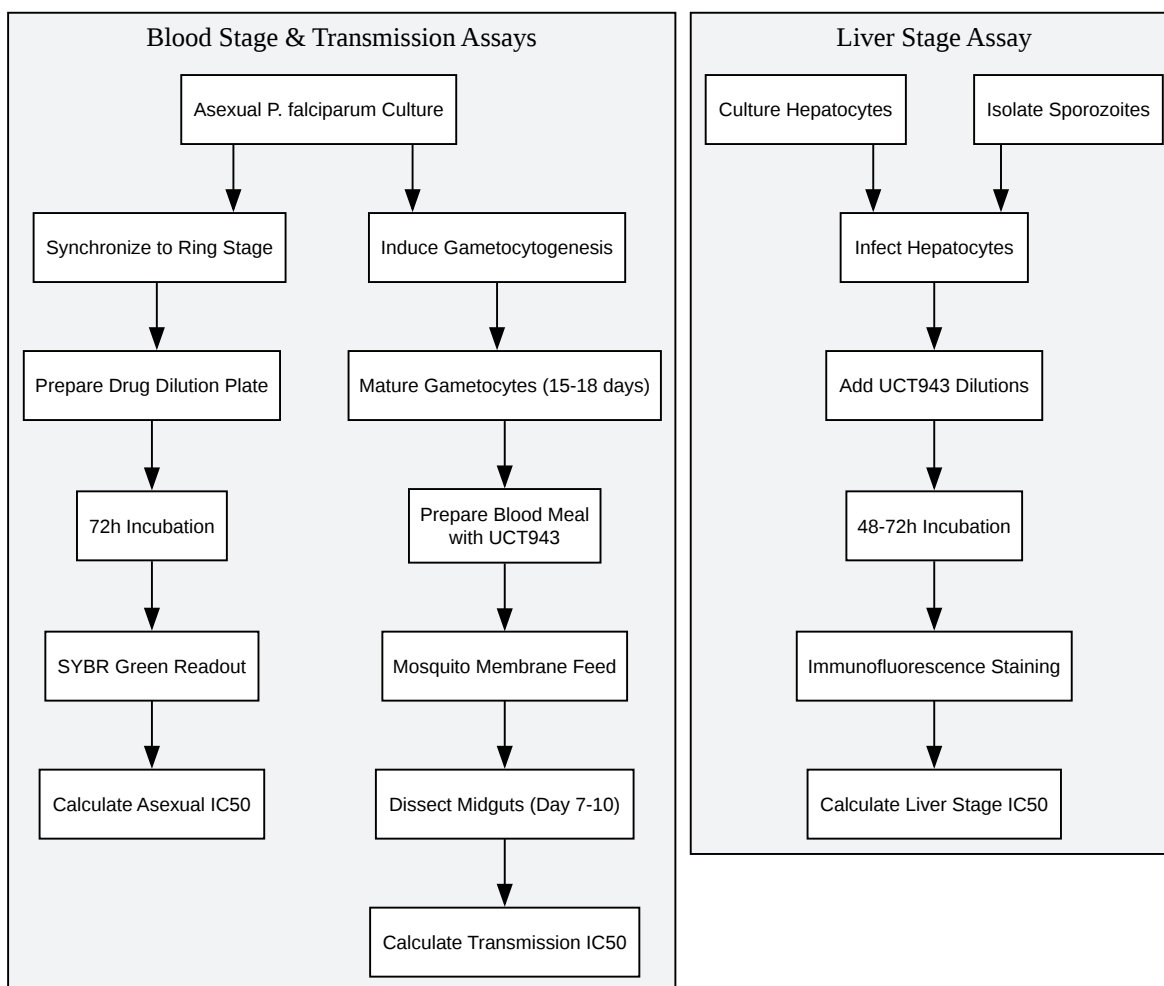 Blood Stage & Transmission Assays
Asexual P. falciparum Culture
Synchronize to Ring Stage
Induce Gametocytogenesis
Prepare Drug Dilution Plate
Mature Gametocytes (15-18 days)
72h Incubation
Prepare Blood Meal
with UCT943
SYBR Green Readout
Mosquito Membrane Feed
Calculate Asexual IC50
Dissect Midguts (Day 7-10)
Calculate Transmission IC50
Liver Stage Assay
Culture Hepatocytes
Isolate Sporozoites
Infect Hepatocytes
Add UCT943 Dilutions
48-72h Incubation
Immunofluorescence Staining
Calculate Liver Stage IC50